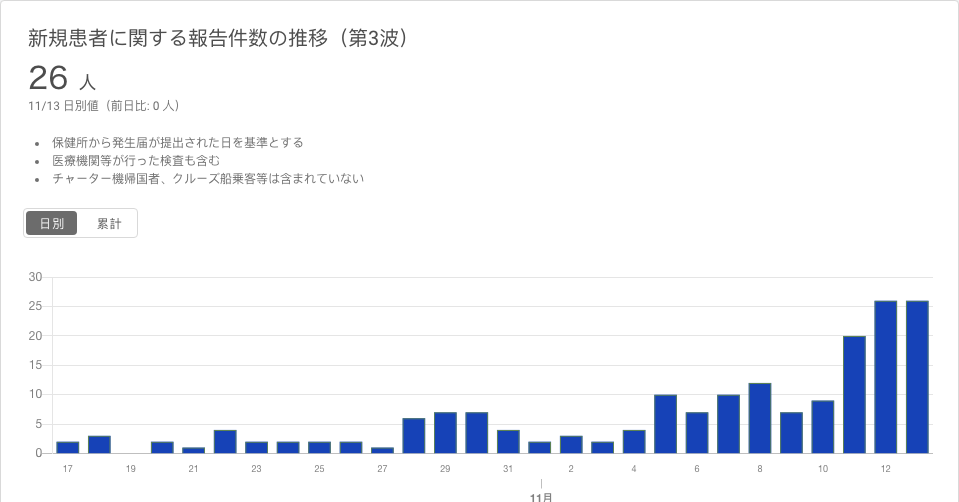 新規患者に関する報告件数の推移（第3波）
26 人
11/13 日別値（前日比: 0 人）
保健所から発生届が提出された日を基準とする
医療機関等が行った検査も含む
チャーター機帰国者、クルーズ船乗客等は含まれていない
日別 累計
30
25
20
15
10
5
0
17 19 21 23 25 27 29 31 2 4 6 8 10 12
11月